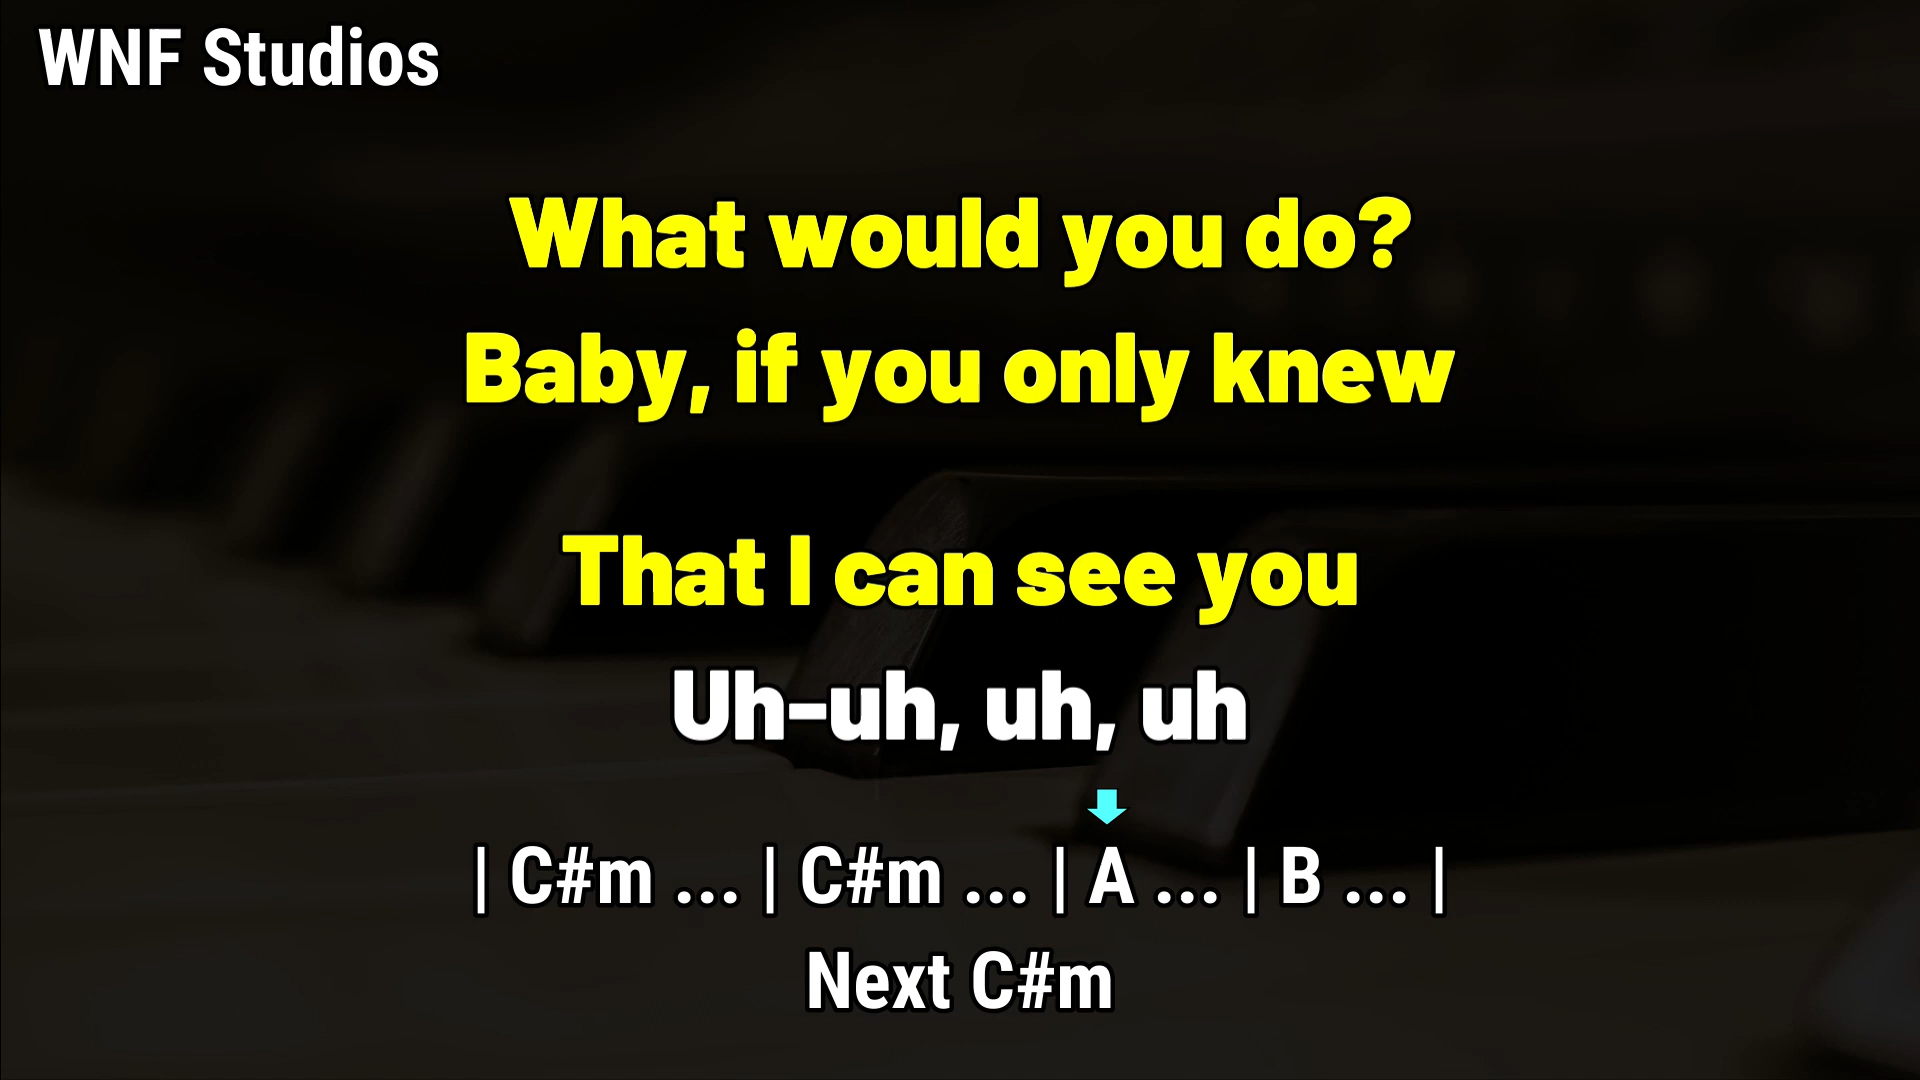 WNF Studios
What would you do?
Baby, if you only knew
That I can see you
Uh-uh, uh, uh
| C#m ... | C#m ... | A ... | B ... |
Next C#m